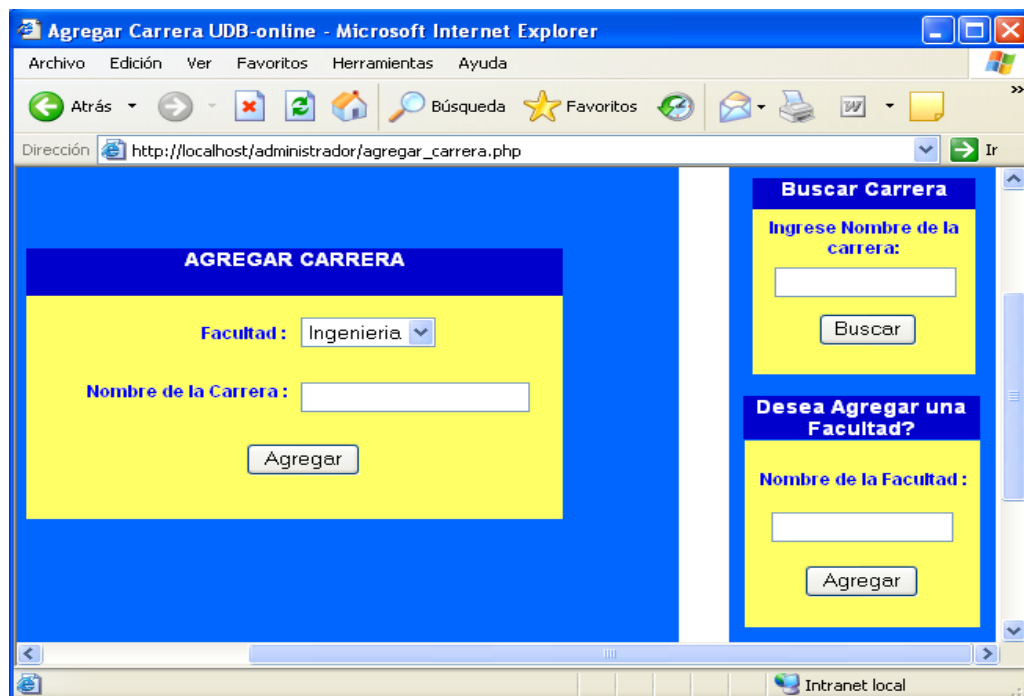 Agregar Carrera UDB-online - Microsoft Internet Explorer
Archivo Edición Ver Favoritos Herramientas Ayuda
Atrás Búsqueda Favoritos
Dirección http://localhost/administrador/agregar_carrera.php Ir
AGREGAR CARRERA
Facultad : Ingenieria
Nombre de la Carrera :
Agregar
Buscar Carrera
Ingrese Nombre de la
carrera:
Buscar
Desea Agregar una
Facultad?
Nombre de la Facultad :
Agregar
Intranet local